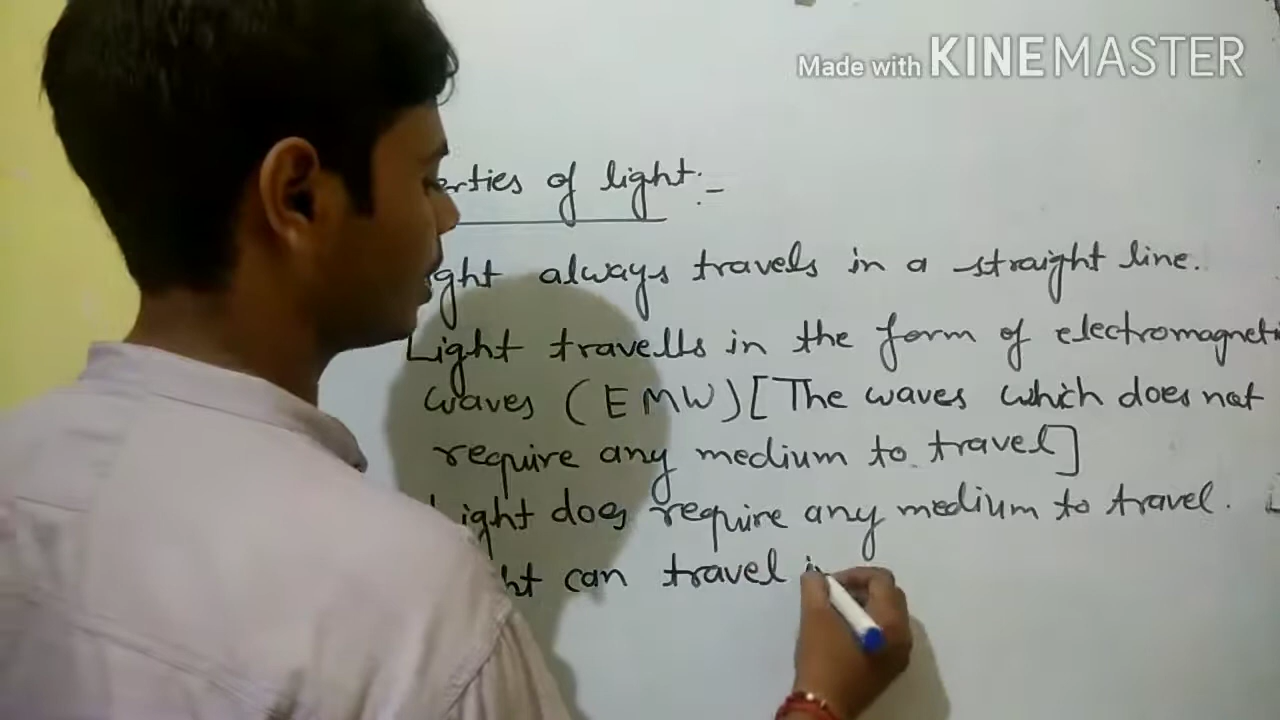 Made with KINEMASTER
erties of light:-
ght always travels in a straight line.
Light travells in the form of electromagneti
waves (EMW) [The waves which does not
require any medium to travel]
Light does require any medium to travel.
ht can travel i